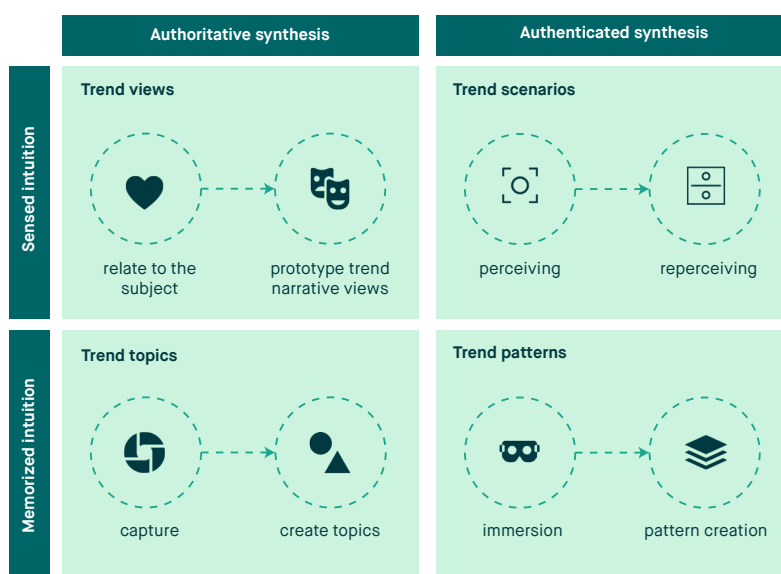 Authoritative synthesis
Authenticated synthesis
Sensed intuition
Trend views
relate to the
subject
prototype trend
narrative views
Trend scenarios
perceiving
reperceiving
Memorized intuition
Trend topics
capture
create topics
Trend patterns
immersion
pattern creation